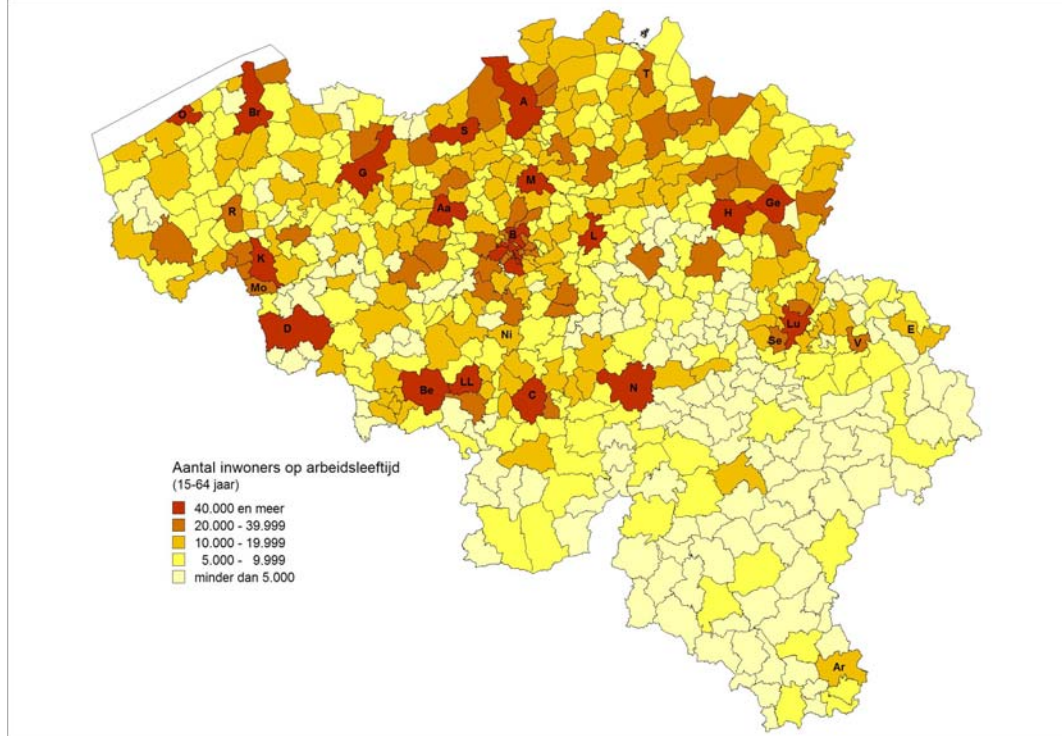 T
A
O
Br
S
G
M
Aa
H
Ge
R
B
L
K
Mo
D
Ni
Lu
Se
V
E
Be
LL
C
N
Aantal inwoners op arbeidsleeftijd
(15-64 jaar)
40.000 en meer
20.000 - 39.999
10.000 - 19.999
5.000 - 9.999
minder dan 5.000
Ar